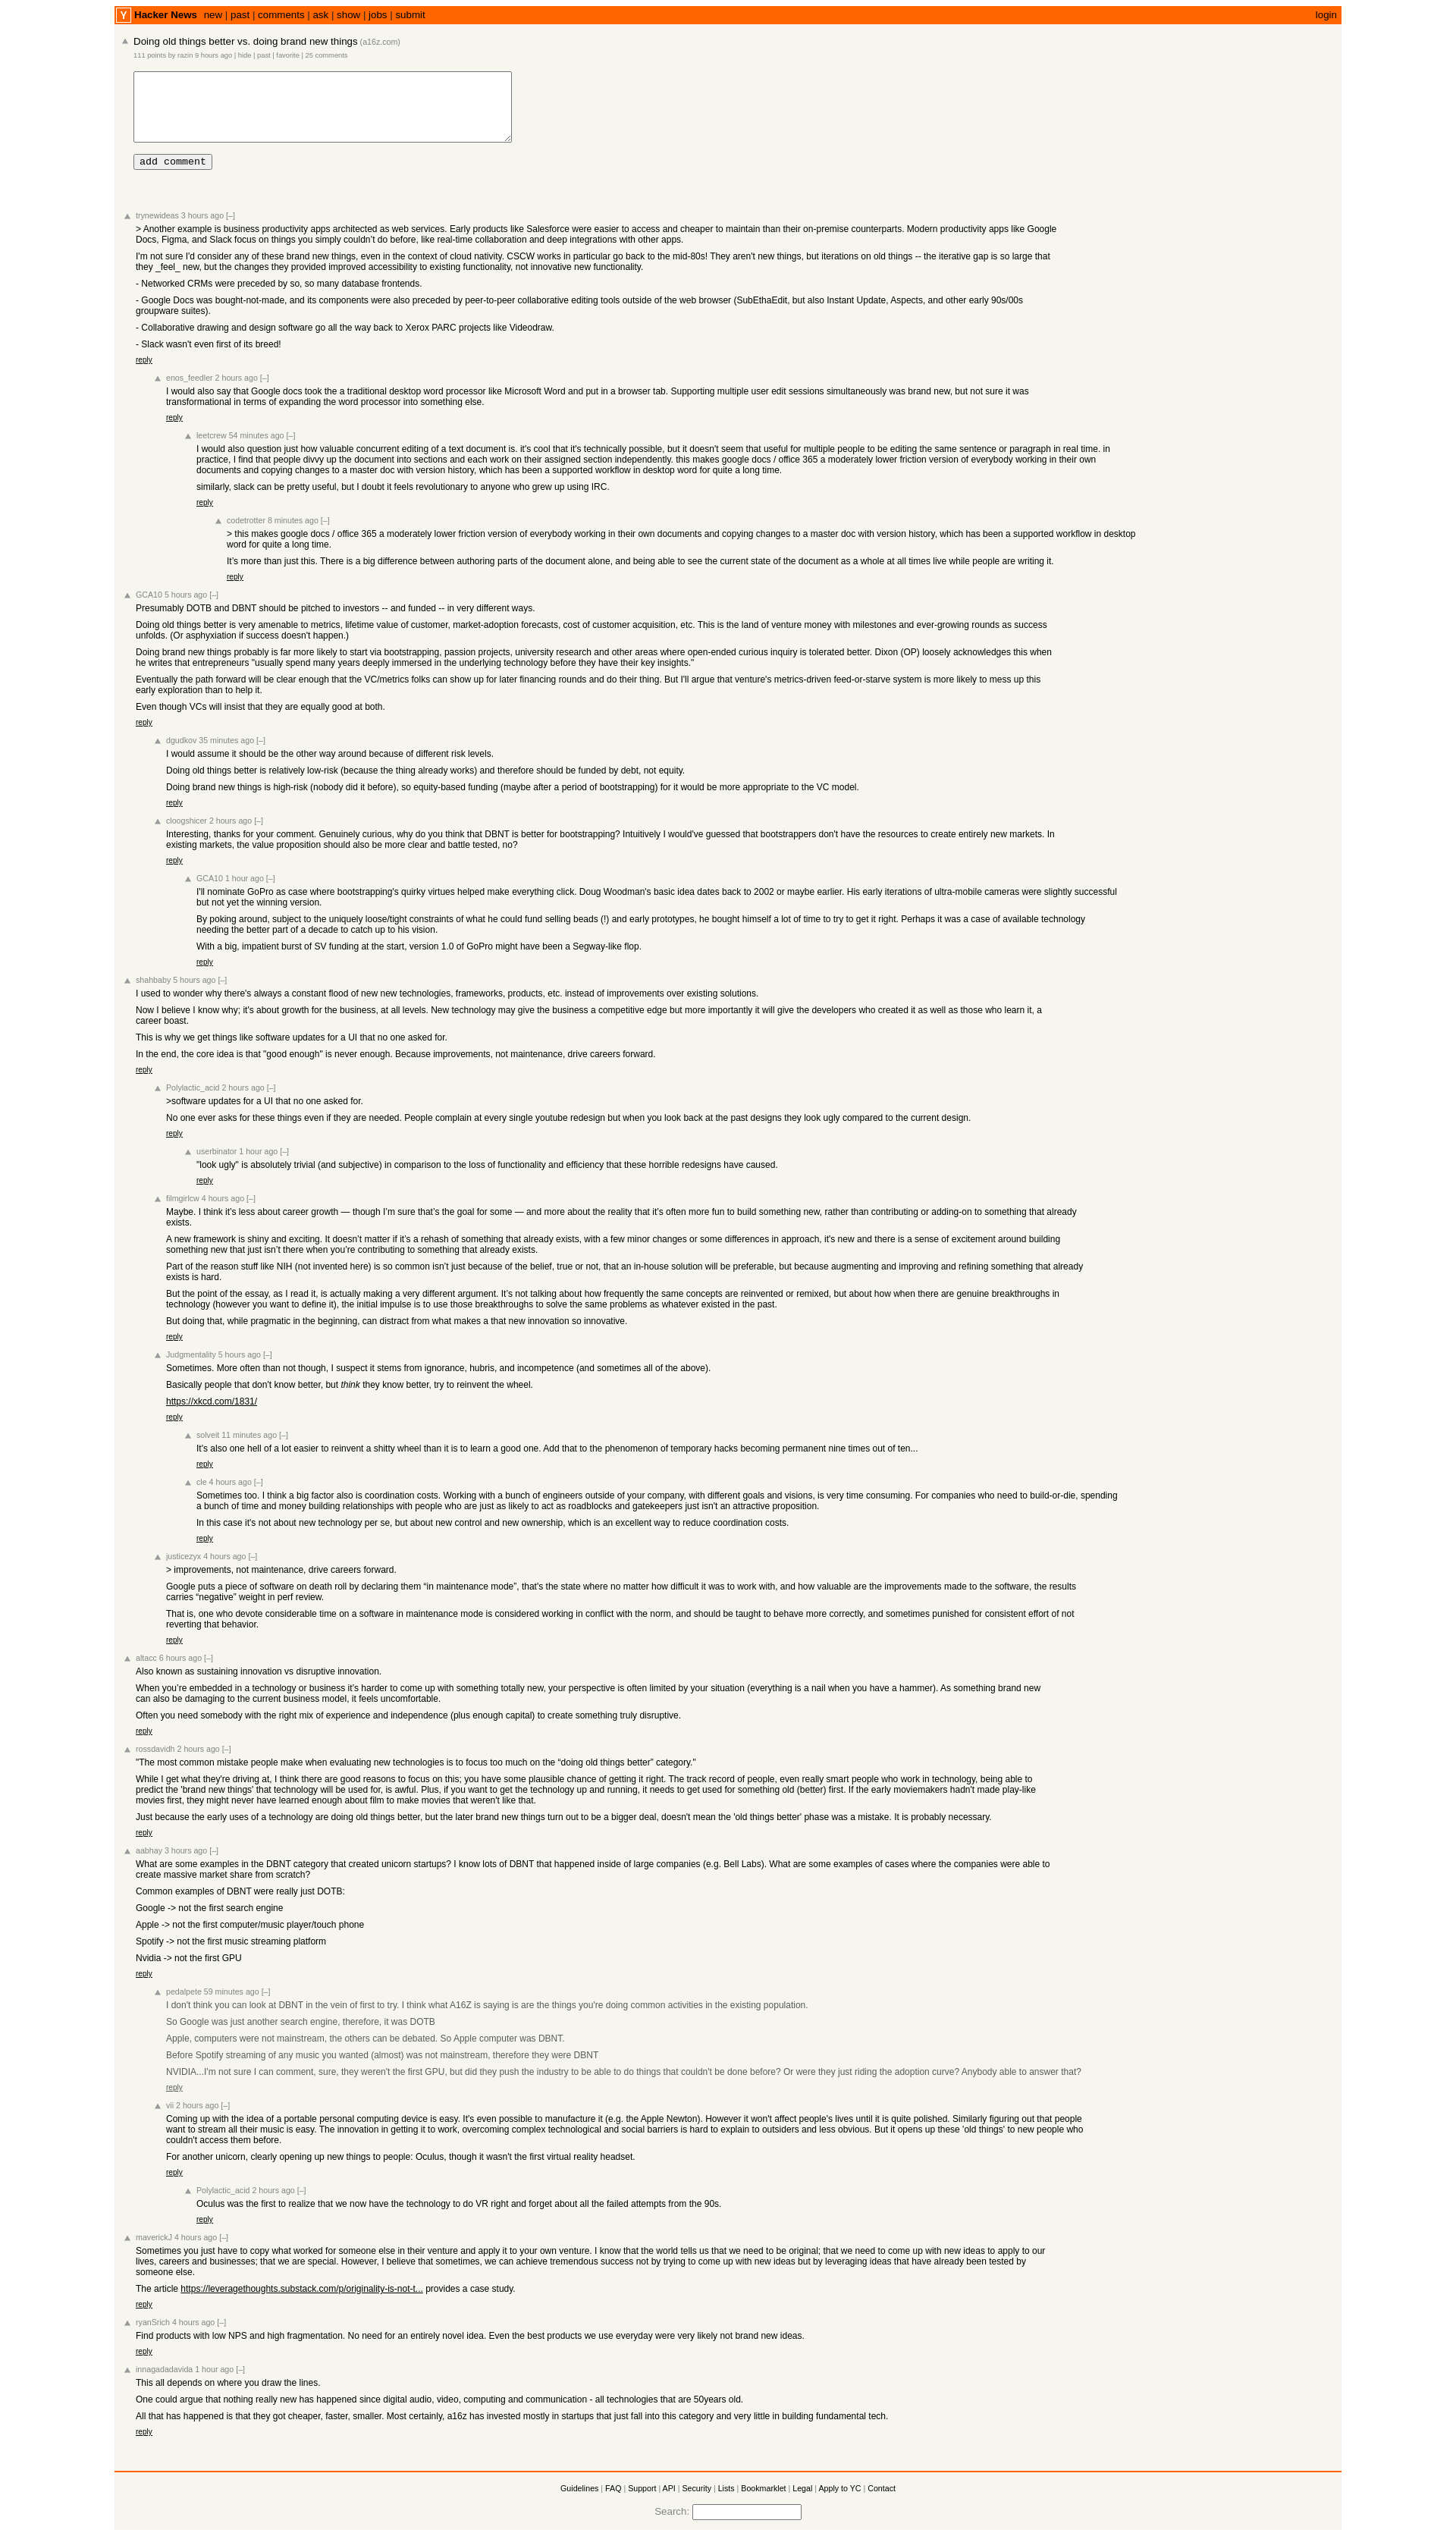 Y Hacker News new | past | comments | ask | show | jobs | submit login
Doing old things better vs. doing brand new things (a16z.com)
111 points by razin 9 hours ago | hide | past | favorite | 25 comments
add comment
trynewideas 3 hours ago [–]
> Another example is business productivity apps architected as web services. Early products like Salesforce were easier to access and cheaper to maintain than their on-premise counterparts. Modern productivity apps like Google
Docs, Figma, and Slack focus on things you simply couldn't do before, like real-time collaboration and deep integrations with other apps.
I'm not sure I'd consider any of these brand new things, even in the context of cloud nativity. CSCW works in particular go back to the mid-80s! They aren't new things, but iterations on old things -- the iterative gap is so large that
they _feel_ new, but the changes they provided improved accessibility to existing functionality, not innovative new functionality.
- Networked CRMs were preceded by so, so many database frontends.
- Google Docs was bought-not-made, and its components were also preceded by peer-to-peer collaborative editing tools outside of the web browser (SubEthaEdit, but also Instant Update, Aspects, and other early 90s/00s
groupware suites).
- Collaborative drawing and design software go all the way back to Xerox PARC projects like Videodraw.
- Slack wasn't even first of its breed!
reply
enos_feedler 2 hours ago [–]
I would also say that Google docs took the a traditional desktop word processor like Microsoft Word and put in a browser tab. Supporting multiple user edit sessions simultaneously was brand new, but not sure it was
transformational in terms of expanding the word processor into something else.
reply
leetcrew 54 minutes ago [–]
I would also question just how valuable concurrent editing of a text document is. it's cool that it's technically possible, but it doesn't seem that useful for multiple people to be editing the same sentence or paragraph in real time. in
practice, I find that people divvy up the document into sections and each work on their assigned section independently. this makes google docs / office 365 a moderately lower friction version of everybody working in their own
documents and copying changes to a master doc with version history, which has been a supported workflow in desktop word for quite a long time.
similarly, slack can be pretty useful, but I doubt it feels revolutionary to anyone who grew up using IRC.
reply
codetrotter 8 minutes ago [–]
> this makes google docs / office 365 a moderately lower friction version of everybody working in their own documents and copying changes to a master doc with version history, which has been a supported workflow in desktop
word for quite a long time.
It's more than just this. There is a big difference between authoring parts of the document alone, and being able to see the current state of the document as a whole at all times live while people are writing it.
reply
GCA10 5 hours ago [–]
Presumably DOTB and DBNT should be pitched to investors -- and funded -- in very different ways.
Doing old things better is very amenable to metrics, lifetime value of customer, market-adoption forecasts, cost of customer acquisition, etc. This is the land of venture money with milestones and ever-growing rounds as success
unfolds. (Or asphyxiation if success doesn't happen.)
Doing brand new things probably is far more likely to start via bootstrapping, passion projects, university research and other areas where open-ended curious inquiry is tolerated better. Dixon (OP) loosely acknowledges this when
he writes that entrepreneurs "usually spend many years deeply immersed in the underlying technology before they have their key insights."
Eventually the path forward will be clear enough that the VC/metrics folks can show up for later financing rounds and do their thing. But I'll argue that venture's metrics-driven feed-or-starve system is more likely to mess up this
early exploration than to help it.
Even though VCs will insist that they are equally good at both.
reply
dgudkov 35 minutes ago [–]
I would assume it should be the other way around because of different risk levels.
Doing old things better is relatively low-risk (because the thing already works) and therefore should be funded by debt, not equity.
Doing brand new things is high-risk (nobody did it before), so equity-based funding (maybe after a period of bootstrapping) for it would be more appropriate to the VC model.
reply
cloogshicer 2 hours ago [–]
Interesting, thanks for your comment. Genuinely curious, why do you think that DBNT is better for bootstrapping? Intuitively I would've guessed that bootstrappers don't have the resources to create entirely new markets. In
existing markets, the value proposition should also be more clear and battle tested, no?
reply
GCA10 1 hour ago [–]
I'll nominate GoPro as case where bootstrapping's quirky virtues helped make everything click. Doug Woodman's basic idea dates back to 2002 or maybe earlier. His early iterations of ultra-mobile cameras were slightly successful
but not yet the winning version.
By poking around, subject to the uniquely loose/tight constraints of what he could fund selling beads (!) and early prototypes, he bought himself a lot of time to try to get it right. Perhaps it was a case of available technology
needing the better part of a decade to catch up to his vision.
With a big, impatient burst of SV funding at the start, version 1.0 of GoPro might have been a Segway-like flop.
reply
shahbaby 5 hours ago [–]
I used to wonder why there's always a constant flood of new new technologies, frameworks, products, etc. instead of improvements over existing solutions.
Now I believe I know why; it's about growth for the business, at all levels. New technology may give the business a competitive edge but more importantly it will give the developers who created it as well as those who learn it, a
career boast.
This is why we get things like software updates for a UI that no one asked for.
In the end, the core idea is that "good enough" is never enough. Because improvements, not maintenance, drive careers forward.
reply
Polylactic_acid 2 hours ago [–]
>software updates for a UI that no one asked for.
No one ever asks for these things even if they are needed. People complain at every single youtube redesign but when you look back at the past designs they look ugly compared to the current design.
reply
userbinator 1 hour ago [–]
"look ugly" is absolutely trivial (and subjective) in comparison to the loss of functionality and efficiency that these horrible redesigns have caused.
reply
filmgirlcw 4 hours ago [–]
Maybe. I think it's less about career growth — though I'm sure that's the goal for some — and more about the reality that it's often more fun to build something new, rather than contributing or adding-on to something that already
exists.
A new framework is shiny and exciting. It doesn't matter if it's a rehash of something that already exists, with a few minor changes or some differences in approach, it's new and there is a sense of excitement around building
something new that just isn't there when you're contributing to something that already exists.
Part of the reason stuff like NIH (not invented here) is so common isn't just because of the belief, true or not, that an in-house solution will be preferable, but because augmenting and improving and refining something that already
exists is hard.
But the point of the essay, as I read it, is actually making a very different argument. It's not talking about how frequently the same concepts are reinvented or remixed, but about how when there are genuine breakthroughs in
technology (however you want to define it), the initial impulse is to use those breakthroughs to solve the same problems as whatever existed in the past.
But doing that, while pragmatic in the beginning, can distract from what makes a that new innovation so innovative.
reply
Judgmentality 5 hours ago [–]
Sometimes. More often than not though, I suspect it stems from ignorance, hubris, and incompetence (and sometimes all of the above).
Basically people that don't know better, but think they know better, try to reinvent the wheel.
https://xkcd.com/1831/
reply
solveit 11 minutes ago [–]
It's also one hell of a lot easier to reinvent a shitty wheel than it is to learn a good one. Add that to the phenomenon of temporary hacks becoming permanent nine times out of ten...
reply
cle 4 hours ago [–]
Sometimes too. I think a big factor also is coordination costs. Working with a bunch of engineers outside of your company, with different goals and visions, is very time consuming. For companies who need to build-or-die, spending
a bunch of time and money building relationships with people who are just as likely to act as roadblocks and gatekeepers just isn't an attractive proposition.
In this case it's not about new technology per se, but about new control and new ownership, which is an excellent way to reduce coordination costs.
reply
justicezyx 4 hours ago [–]
> improvements, not maintenance, drive careers forward.
Google puts a piece of software on death roll by declaring them “in maintenance mode”, that's the state where no matter how difficult it was to work with, and how valuable are the improvements made to the software, the results
carries “negative” weight in perf review.
That is, one who devote considerable time on a software in maintenance mode is considered working in conflict with the norm, and should be taught to behave more correctly, and sometimes punished for consistent effort of not
reverting that behavior.
reply
altacc 6 hours ago [–]
Also known as sustaining innovation vs disruptive innovation.
When you're embedded in a technology or business it's harder to come up with something totally new, your perspective is often limited by your situation (everything is a nail when you have a hammer). As something brand new
can also be damaging to the current business model, it feels uncomfortable.
Often you need somebody with the right mix of experience and independence (plus enough capital) to create something truly disruptive.
reply
rossdavidh 2 hours ago [–]
"The most common mistake people make when evaluating new technologies is to focus too much on the “doing old things better” category."
While I get what they're driving at, I think there are good reasons to focus on this; you have some plausible chance of getting it right. The track record of people, even really smart people who work in technology, being able to
predict the 'brand new things' that technology will be used for, is awful. Plus, if you want to get the technology up and running, it needs to get used for something old (better) first. If the early moviemakers hadn't made play-like
movies first, they might never have learned enough about film to make movies that weren't like that.
Just because the early uses of a technology are doing old things better, but the later brand new things turn out to be a bigger deal, doesn't mean the 'old things better' phase was a mistake. It is probably necessary.
reply
aabhay 3 hours ago [–]
What are some examples in the DBNT category that created unicorn startups? I know lots of DBNT that happened inside of large companies (e.g. Bell Labs). What are some examples of cases where the companies were able to
create massive market share from scratch?
Common examples of DBNT were really just DOTB:
Google -> not the first search engine
Apple -> not the first computer/music player/touch phone
Spotify -> not the first music streaming platform
Nvidia -> not the first GPU
reply
pedalpete 59 minutes ago [–]
I don't think you can look at DBNT in the vein of first to try. I think what A16Z is saying is are the things you're doing common activities in the existing population.
So Google was just another search engine, therefore, it was DOTB
Apple, computers were not mainstream, the others can be debated. So Apple computer was DBNT.
Before Spotify streaming of any music you wanted (almost) was not mainstream, therefore they were DBNT
NVIDIA...I'm not sure I can comment, sure, they weren't the first GPU, but did they push the industry to be able to do things that couldn't be done before? Or were they just riding the adoption curve? Anybody able to answer that?
reply
vii 2 hours ago [–]
Coming up with the idea of a portable personal computing device is easy. It's even possible to manufacture it (e.g. the Apple Newton). However it won't affect people's lives until it is quite polished. Similarly figuring out that people
want to stream all their music is easy. The innovation in getting it to work, overcoming complex technological and social barriers is hard to explain to outsiders and less obvious. But it opens up these 'old things' to new people who
couldn't access them before.
For another unicorn, clearly opening up new things to people: Oculus, though it wasn't the first virtual reality headset.
reply
Polylactic_acid 2 hours ago [–]
Oculus was the first to realize that we now have the technology to do VR right and forget about all the failed attempts from the 90s.
reply
maverickJ 4 hours ago [–]
Sometimes you just have to copy what worked for someone else in their venture and apply it to your own venture. I know that the world tells us that we need to be original; that we need to come up with new ideas to apply to our
lives, careers and businesses; that we are special. However, I believe that sometimes, we can achieve tremendous success not by trying to come up with new ideas but by leveraging ideas that have already been tested by
someone else.
The article https://leveragethoughts.substack.com/p/originality-is-not-t... provides a case study.
reply
ryanSrich 4 hours ago [–]
Find products with low NPS and high fragmentation. No need for an entirely novel idea. Even the best products we use everyday were very likely not brand new ideas.
reply
innagadadavida 1 hour ago [–]
This all depends on where you draw the lines.
One could argue that nothing really new has happened since digital audio, video, computing and communication - all technologies that are 50years old.
All that has happened is that they got cheaper, faster, smaller. Most certainly, a16z has invested mostly in startups that just fall into this category and very little in building fundamental tech.
reply
Guidelines | FAQ | Support | API | Security | Lists | Bookmarklet | Legal | Apply to YC | Contact
Search: